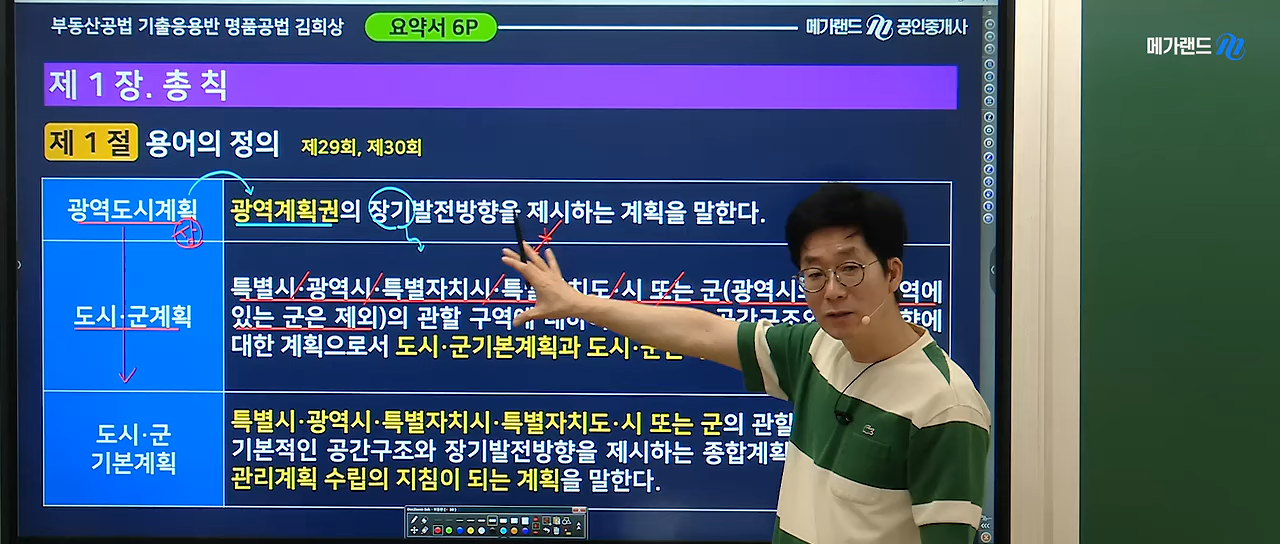 부동산공법 기출응용반 명품공법 김희상
요약서 6P
메가랜드 공인중개사
메가랜드
제 1 장. 총 칙
제 1 절 용어의 정의 제29회, 제30회
광역도시계획
상
광역계획권의 장기발전방향을 제시하는 계획을 말한다.
도시·군계획
특별시·광역시·특별자치시·특별자치도·시 또는 군(광역시 역에
있는 군은 제외)의 관할 구역에 공간구조와 향에
대한 계획으로서 도시·군기본계획과 도시·군
도시·군
기본계획
특별시·광역시·특별자치시·특별자치도·시 또는 군의 관할
기본적인 공간구조와 장기발전방향을 제시하는 종합계획
관리계획 수립의 지침이 되는 계획을 말한다.